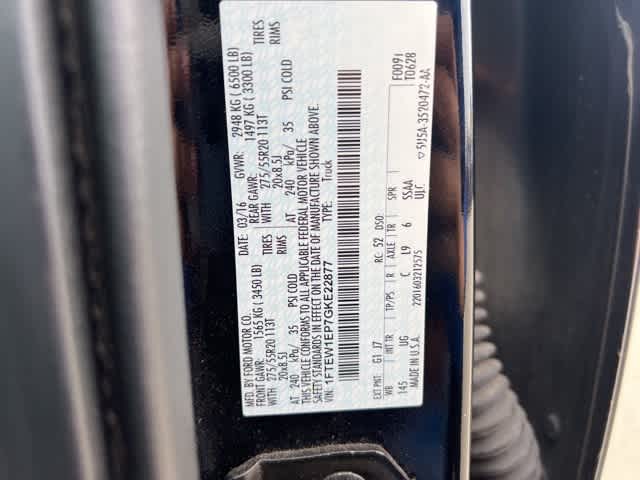 MFD. BY FORD MOTOR CO.
DATE: 03/16 GVWR: 2948 KG ( 6500 LB)
FRONT GAWR: 1565 KG ( 3450 LB) REAR GAWR: 1497 KG ( 3300 LB)
WITH 275/55R20 113T TIRES WITH 275/55R20 113T TIRES
20x8.5J RIMS 20x8.5J RIMS
AT 240 kPa/ 35 PSI COLD AT 240 kPa/ 35 PSI COLD
THIS VEHICLE CONFORMS TO ALL APPLICABLE FEDERAL MOTOR VEHICLE
SAFETY STANDARDS IN EFFECT ON THE DATE OF MANUFACTURE SHOWN ABOVE.
VIN: 1FTEW1EP7GKE22877 TYPE: Truck
F0091
T0628
EXT PNT: G1 J7 RC: 52 DSO:
WB INT TR TP/PS R AXLE TR SPR
145 UG C L9 6 SSAA
UJC
MADE IN U.S.A. 2201603212575 5U5A-3520472-AA